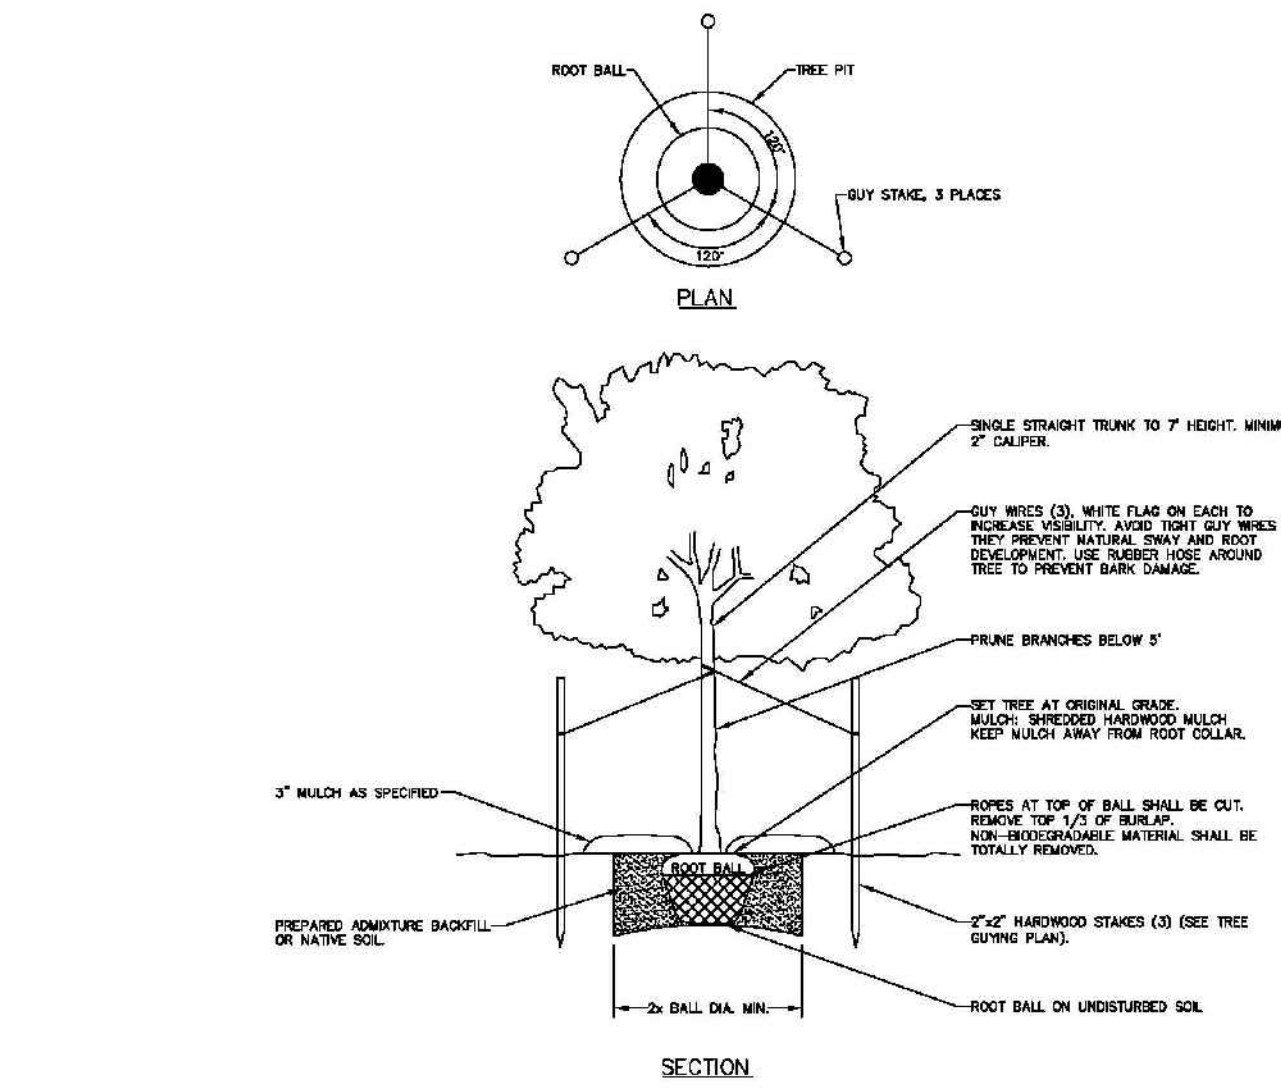 ROOT BALL
TREE PIT
120°
GUY STAKE, 3 PLACES
120°
PLAN
SINGLE STRAIGHT TRUNK TO 7' HEIGHT. MINIM
2" CALIPER.
GUY WIRES (3), WHITE FLAG ON EACH TO
INCREASE VISIBILITY. AVOID TIGHT GUY WIRES
THEY PREVENT NATURAL SWAY AND ROOT
DEVELOPMENT. USE RUBBER HOSE AROUND
TREE TO PREVENT BARK DAMAGE.
PRUNE BRANCHES BELOW 5'
SET TREE AT ORIGINAL GRADE.
MULCH: SHREDDED HARDWOOD MULCH
KEEP MULCH AWAY FROM ROOT COLLAR.
3" MULCH AS SPECIFIED
ROPES AT TOP OF BALL SHALL BE CUT.
REMOVE TOP 1/3 OF BURLAP.
NON-BIODEGRADABLE MATERIAL SHALL BE
TOTALLY REMOVED.
ROOT BALL
PREPARED ADMIXTURE BACKFILL
OR NATIVE SOIL.
2"x2" HARDWOOD STAKES (3) (SEE TREE
GUYING PLAN).
2x BALL DIA. MIN.
ROOT BALL ON UNDISTURBED SOIL
SECTION